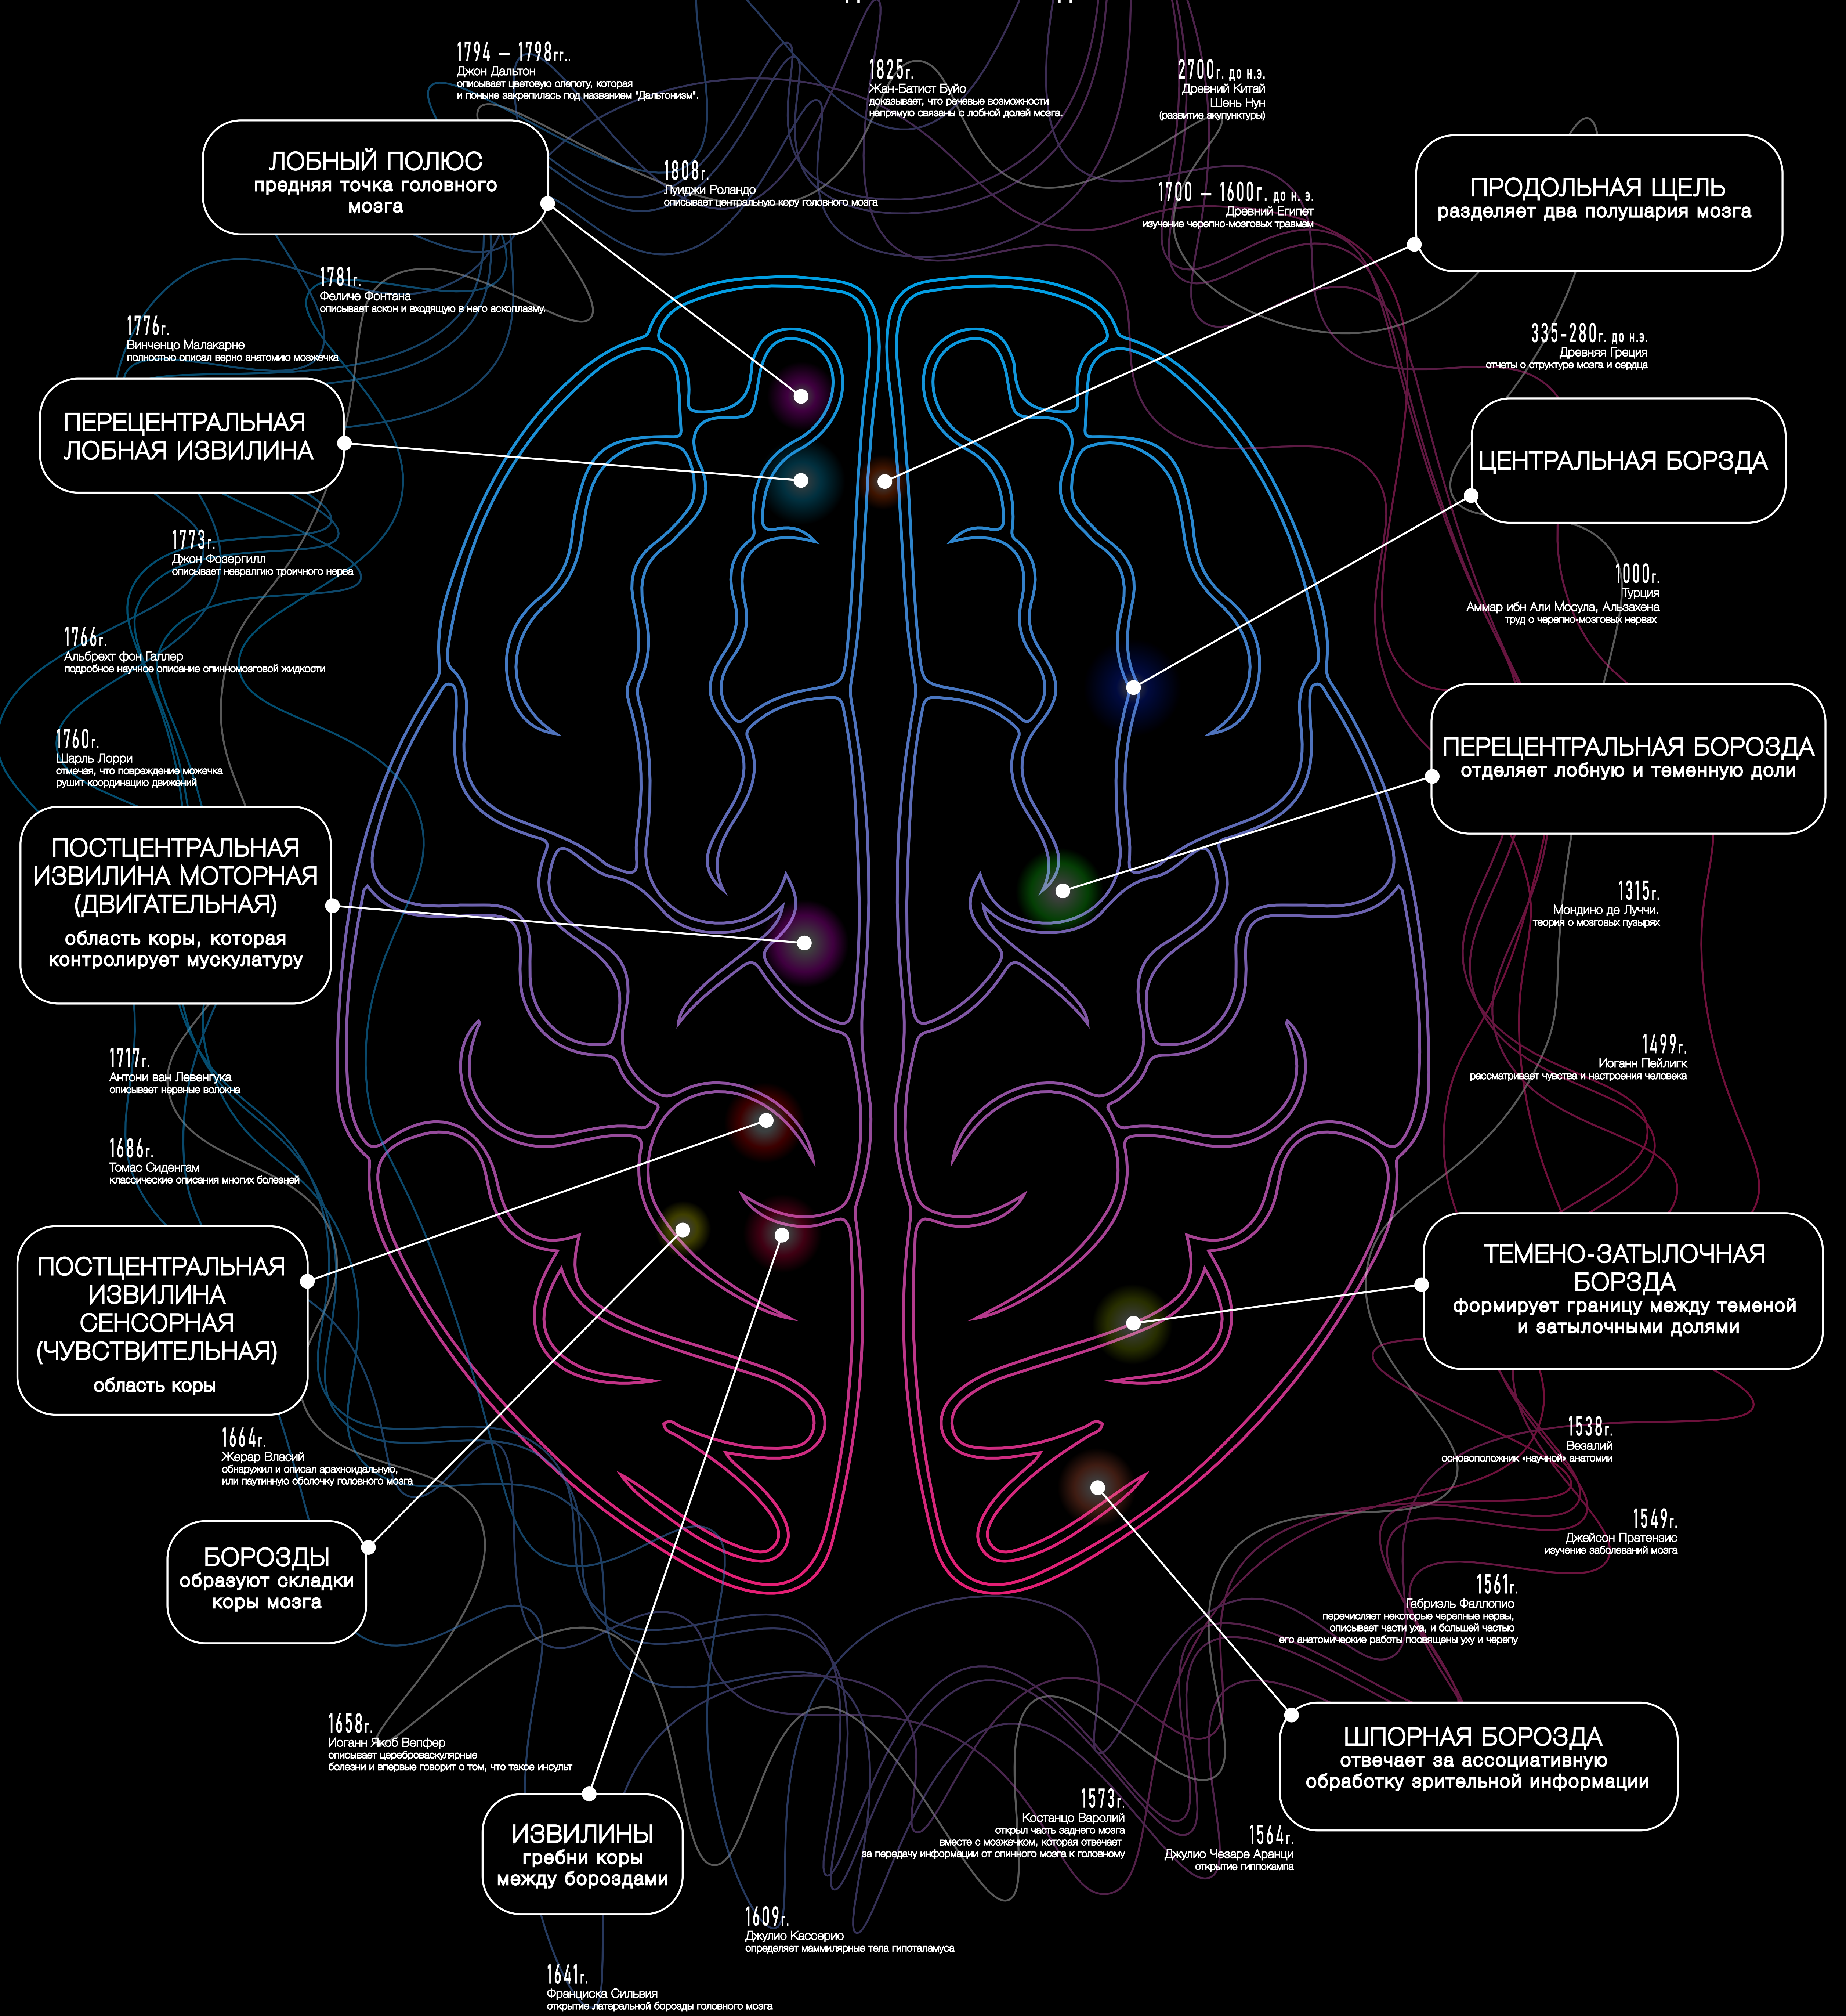 1794 – 1798гг..
Джон Дальтон
описывает цветовую слепоту, которая
и поныне закрепилась под названием "Дальтонизм".
1825г.
Жан-Батист Буйо
доказывает, что речевые возможности
напрямую связаны с лобной долей мозга.
2700г. до н.э.
Древний Китай
Шень Нун
(развитие акупунктуры)
ЛОБНЫЙ ПОЛЮС
передняя точка головного
мозга
1808г.
Луиджи Роландо
описывает центральную кору головного мозга
1700 – 1600г. до н. э.
Древний Египет
изучение черепно-мозговых травмам
ПРОДОЛЬНАЯ ЩЕЛЬ
разделяет два полушария мозга
1781г.
Феличе Фонтана
описывает аскон и входящую в него аскоплазму.
1776г.
Винченцо Малакарне
полностью описал верно анатомию мозжечка
335-280г. до н.э.
Древняя Греция
отчеты о структуре мозга и сердца
ПЕРЕЦЕНТРАЛЬНАЯ
ЛОБНАЯ ИЗВИЛИНА
ЦЕНТРАЛЬНАЯ БОРЗДА
1773г.
Джон Фозергилл
описывает невралгию троичного нерва
1000г.
Турция
Аммар ибн Али Мосула, Альзахена
труд о черепно-мозговых нервах
1766г.
Альбрехт фон Галлер
подробное научное описание спинномозговой жидкости
1760г.
Шарль Лорри
отмечая, что повреждение можечка
рушит координацию движений
ПЕРЕЦЕНТРАЛЬНАЯ БОРОЗДА
отделяет лобную и теменную доли
ПОСТЦЕНТРАЛЬНАЯ
ИЗВИЛИНА МОТОРНАЯ
(ДВИГАТЕЛЬНАЯ)
область коры, которая
контролирует мускулатуру
1315г.
Мондино де Луччи.
теория о мозговых пузырях
1717г.
Антони ван Левенгука
описывает нервные волокна
1499г.
Иоганн Пейлигк
рассматривает чувства и настроения человека
1686г.
Томас Сиденгам
классические описания многих болезней
ПОСТЦЕНТРАЛЬНАЯ
ИЗВИЛИНА
СЕНСОРНАЯ
(ЧУВСТВИТЕЛЬНАЯ)
область коры
ТЕМЕНО-ЗАТЫЛОЧНАЯ
БОРЗДА
формирует границу между теменой
и затылочными долями
1664г.
Жерар Власий
обнаружил и описал арахноидальную,
или паутинную оболочку головного мозга
1538г.
Везалий
основоположник «научной» анатомии
1549г.
Джейсон Пратензис
изучение заболеваний мозга
БОРОЗДЫ
образуют складки
коры мозга
1561г.
Габриэль Фаллопио
перечисляет некоторые черепные нервы,
описывает части уха, и большей частью
его анатомические работы посвящены уху и черепу
1658г.
Иоганн Якоб Вепфер
описывает цереброваскулярные
болезни и впервые говорит о том, что такое инсульт
ШПОРНАЯ БОРОЗДА
отвечает за ассоциативную
обработку зрительной информации
ИЗВИЛИНЫ
гребни коры
между бороздами
1573г.
Костанцо Варолий
открыл часть заднего мозга
вместе с мозжечком, которая отвечает
за передачу информации от спинного мозга к головному
1564г.
Джулио Чезаре Аранци
открытие гиппокампа
1609г.
Джулио Кассерио
определяет маммилярные тела гипоталамуса
1641г.
Франциска Сильвия
открытие латеральной борозды головного мозга